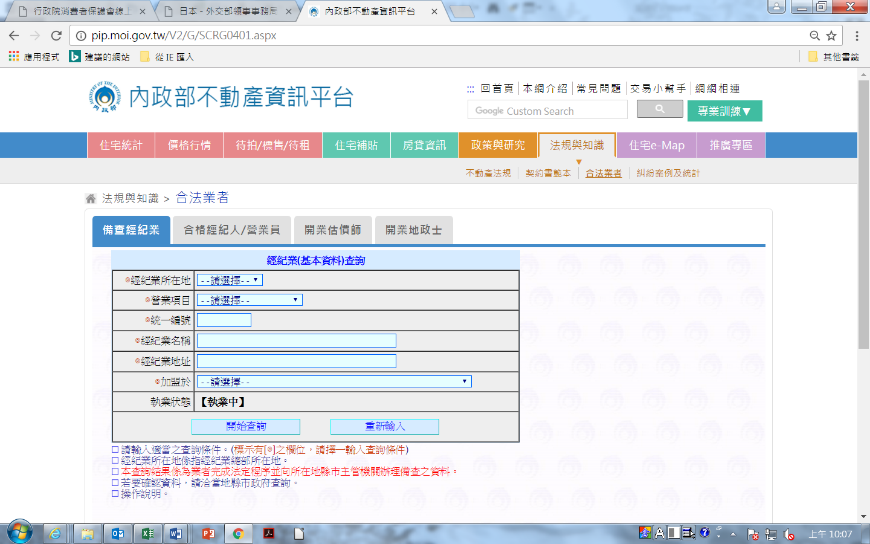 行政院消費者保護會線上
日本 - 外交部領事事務局
內政部不動產資訊平台
pip.moi.gov.tw/V2/G/SCRG0401.aspx
應用程式 建議的網站 從 IE 匯入 其他書籤
內政部不動產資訊平台
::: 回首頁 | 本網介紹 | 常見問題 | 交易小幫手 | 網網相連
Google Custom Search 專業訓練▼
住宅統計 價格行情 待拍/標售/待租 住宅補貼 房貸資訊 政策與研究 法規與知識 住宅e-Map 推廣專區
不動產法規 契約書範本 合法業者 糾紛案例及統計
法規與知識 > 合法業者
備查經紀業 合格經紀人/營業員 開業估價師 開業地政士
經紀業(基本資料)查詢
※經紀業所在地 --請選擇--
※營業項目 --請選擇--
※統一編號
※經紀業名稱
※經紀業地址
※加盟於 --請選擇--
執業狀態 【執業中】
開始查詢 重新輸入
請輸入適當之查詢條件。(標示有[※]之欄位，請擇一輸入查詢條件)
經紀業所在地係指經紀業總部所在地。
本查詢結果係為業者完成法定程序並向所在地縣市主管機關辦理備查之資料。
若要確認資料，請洽當地縣市政府查詢。
操作說明。
上午 10:07